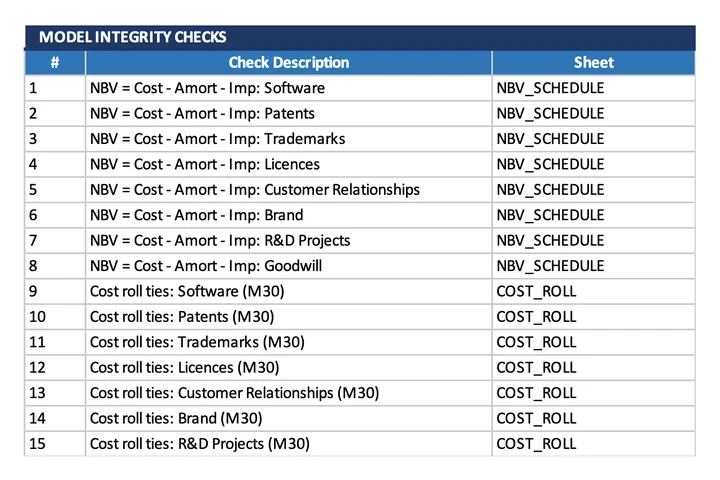 MODEL INTEGRITY CHECKS
# Check Description Sheet
1 NBV = Cost - Amort - Imp: Software NBV_SCHEDULE
2 NBV = Cost - Amort - Imp: Patents NBV_SCHEDULE
3 NBV = Cost - Amort - Imp: Trademarks NBV_SCHEDULE
4 NBV = Cost - Amort - Imp: Licences NBV_SCHEDULE
5 NBV = Cost - Amort - Imp: Customer Relationships NBV_SCHEDULE
6 NBV = Cost - Amort - Imp: Brand NBV_SCHEDULE
7 NBV = Cost - Amort - Imp: R&D Projects NBV_SCHEDULE
8 NBV = Cost - Amort - Imp: Goodwill NBV_SCHEDULE
9 Cost roll ties: Software (M30) COST_ROLL
10 Cost roll ties: Patents (M30) COST_ROLL
11 Cost roll ties: Trademarks (M30) COST_ROLL
12 Cost roll ties: Licences (M30) COST_ROLL
13 Cost roll ties: Customer Relationships (M30) COST_ROLL
14 Cost roll ties: Brand (M30) COST_ROLL
15 Cost roll ties: R&D Projects (M30) COST_ROLL